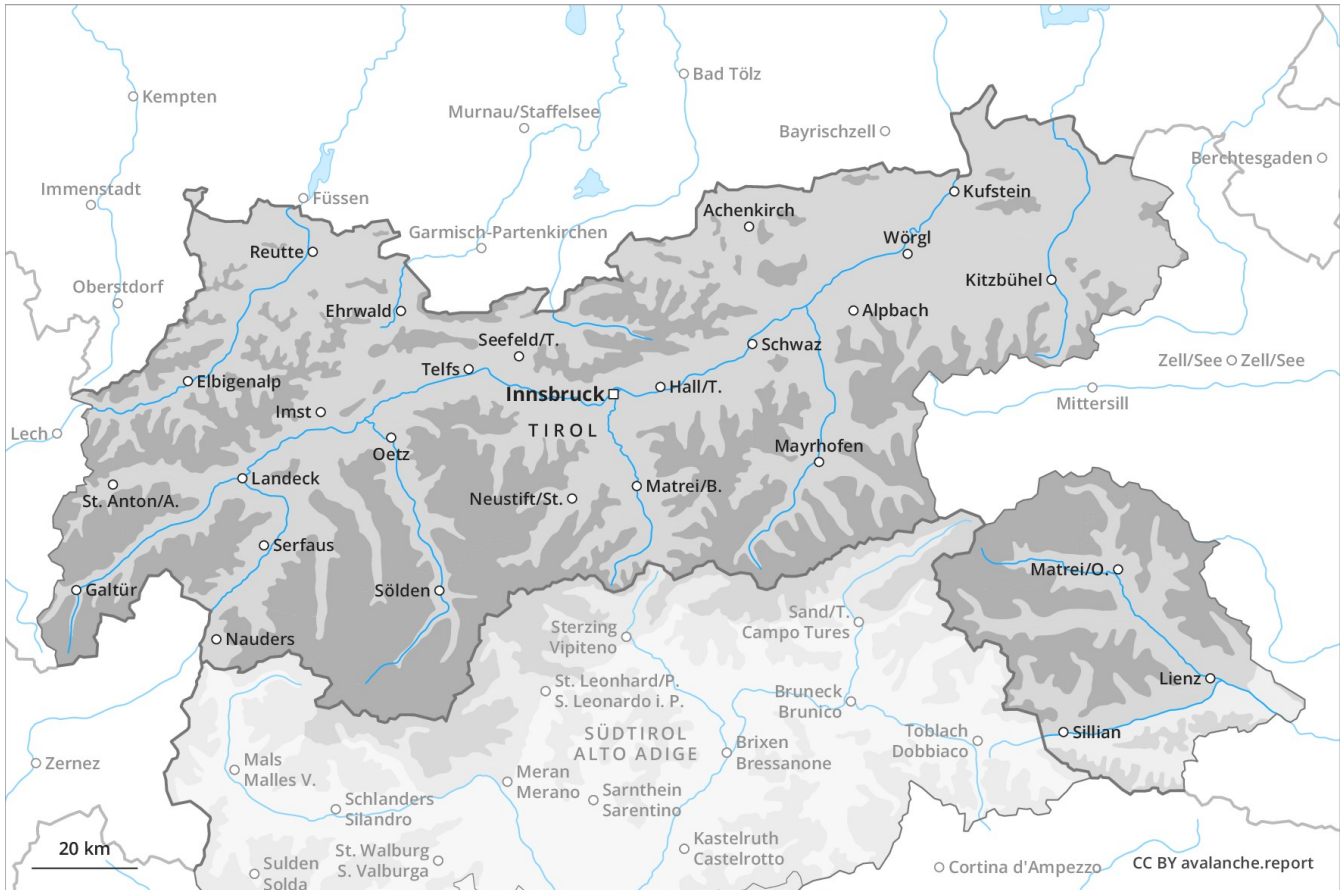 Kempten
Bad Tölz
Murnau/Staffelsee
Bayrischzell
Berchtesgaden
Immenstadt
Füssen
Kufstein
Achenkirch
Garmisch-Partenkirchen
Wörgl
Reutte
Oberstdorf
Kitzbühel
Ehrwald
Alpbach
Seefeld/T.
Schwaz
Telfs
Zell/See
Zell/See
Elbigenalp
Innsbruck
Hall/T.
Mittersill
Imst
TIROL
Lech
Oetz
Mayrhofen
Landeck
St. Anton/A.
Neustift/St.
Matrei/B.
Serfaus
Matrei/O.
Galtür
Sölden
Sand/T.
Campo Tures
Nauders
Sterzing
Vipiteno
St. Leonhard/P.
S. Leonardo i. P.
Bruneck
Brunico
Lienz
SÜDTIROL
ALTO ADIGE
Toblach
Dobbiaco
Sillian
Brixen
Bressanone
Zernez
Mals
Malles V.
Meran
Merano
Sarnthein
Sarentino
Schlanders
Silandro
20 km
St. Walburg
S. Valburga
Kastelruth
Castelrotto
Sulden
Solda
Cortina d'Ampezzo
CC BY avalanche.report